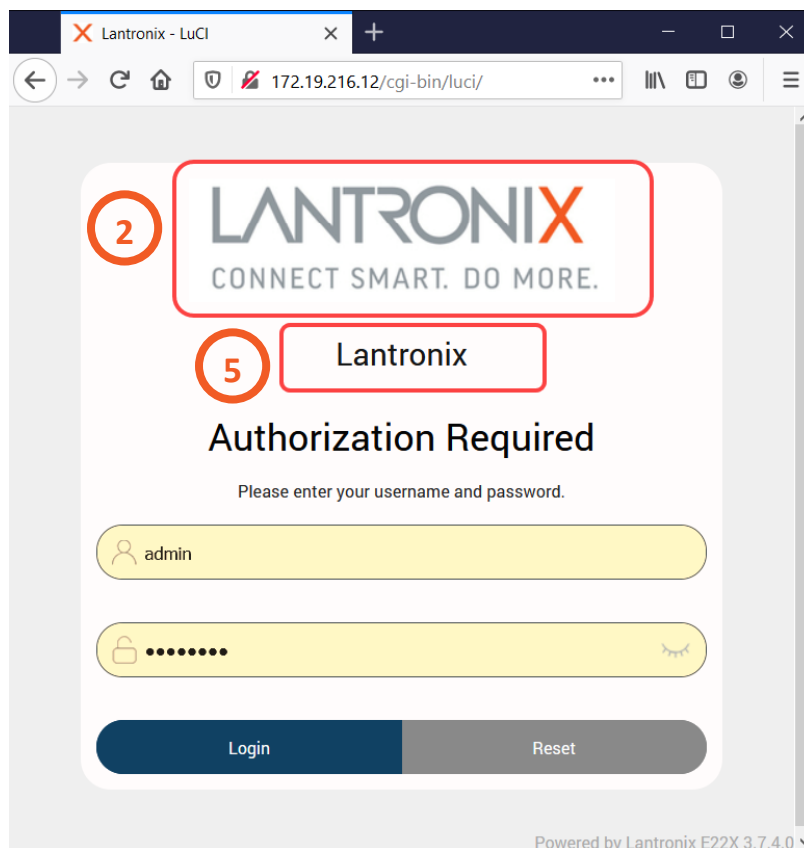 Lantronix - LuCI
172.19.216.12/cgi-bin/luci/
2
LANTRONIX
CONNECT SMART. DO MORE.
5
Lantronix
Authorization Required
Please enter your username and password.
admin
••••••••
Login
Reset
Powered by Lantronix E22X 3.7.4.0